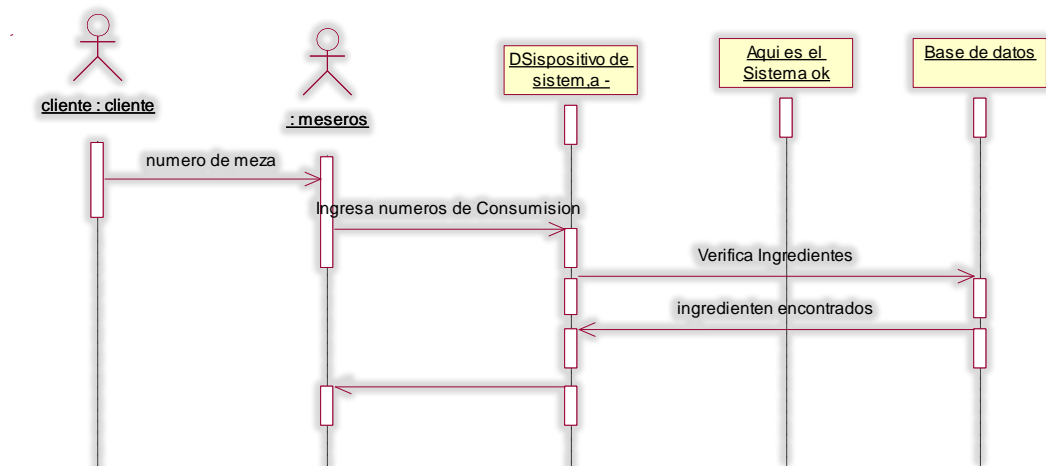 DSispositivo de
sistem,a -
Aqui es el
Sistema ok
Base de datos
cliente : cliente
: meseros
numero de meza
Ingresa numeros de Consumision
Verifica Ingredientes
ingredienten encontrados